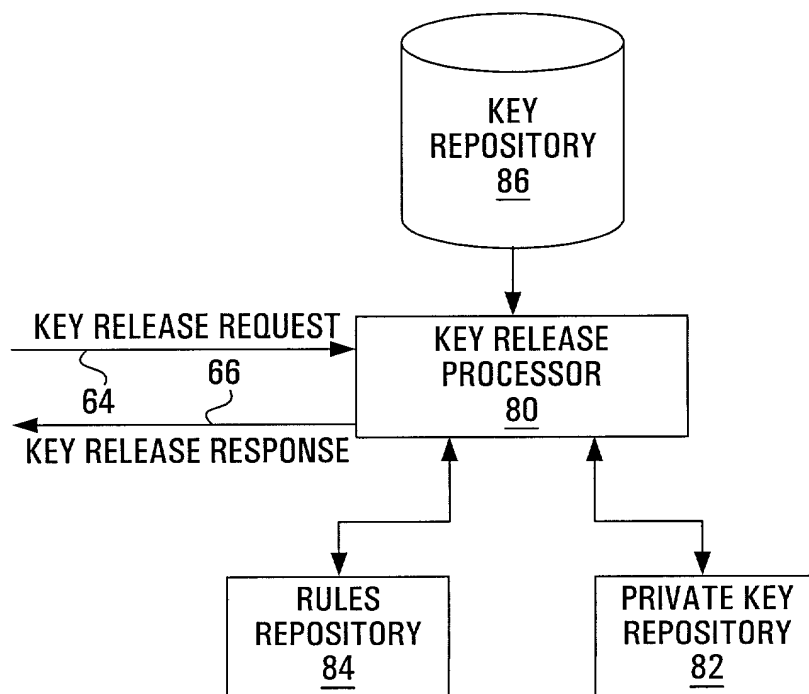 KEY
REPOSITORY
86
KEY RELEASE REQUEST
64
66
KEY RELEASE RESPONSE
KEY RELEASE
PROCESSOR
80
RULES
REPOSITORY
84
PRIVATE KEY
REPOSITORY
82